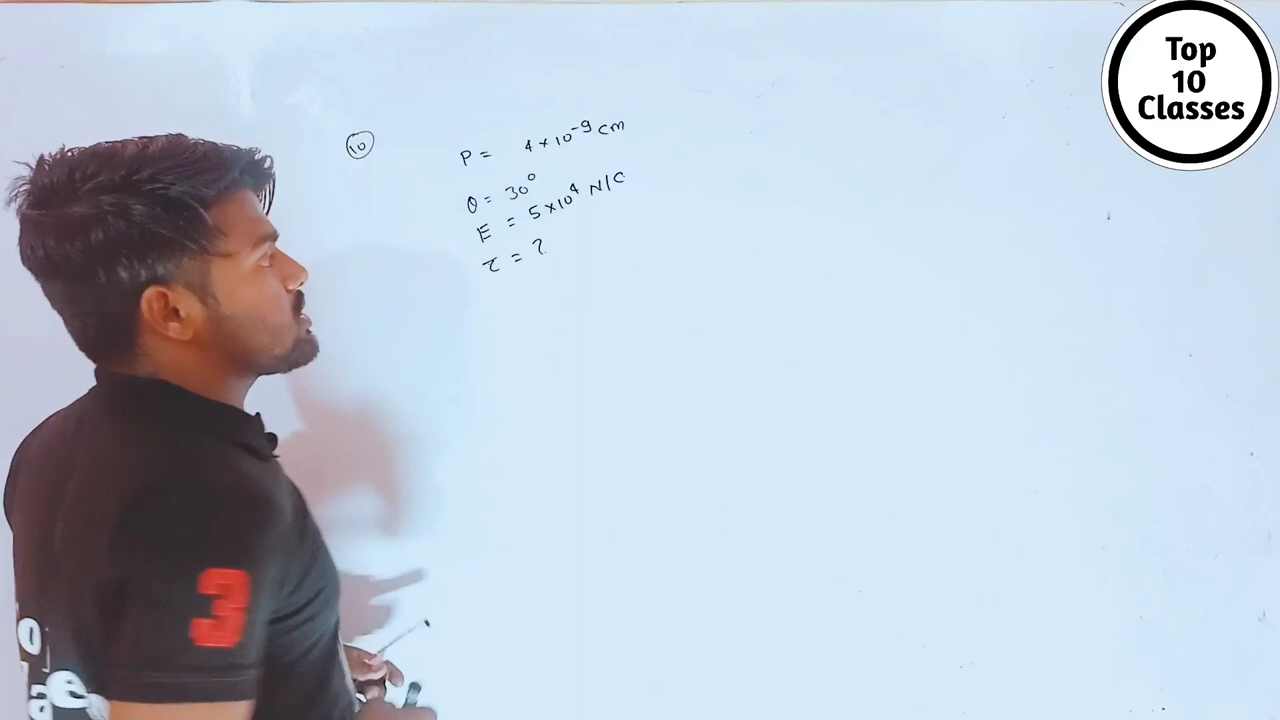 Top
10
Classes
10
P = 4×10⁻⁹ cm
θ = 30°
E = 5×10⁴ N/C
τ = ?
3